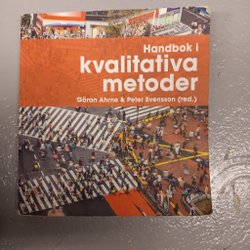 Handbok i
kvalitativa
metoder
Göran Ahrne & Peter Svensson (red.)